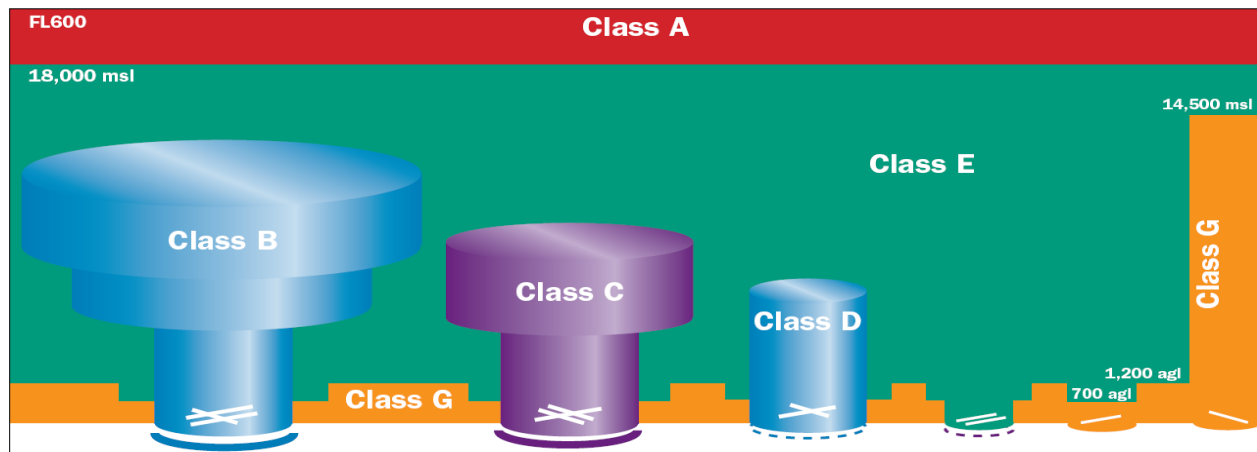 FL600
Class A
18,000 msl
14,500 msl
Class E
Class B
Class C
Class D
Class G
1,200 agl
700 agl
Class G